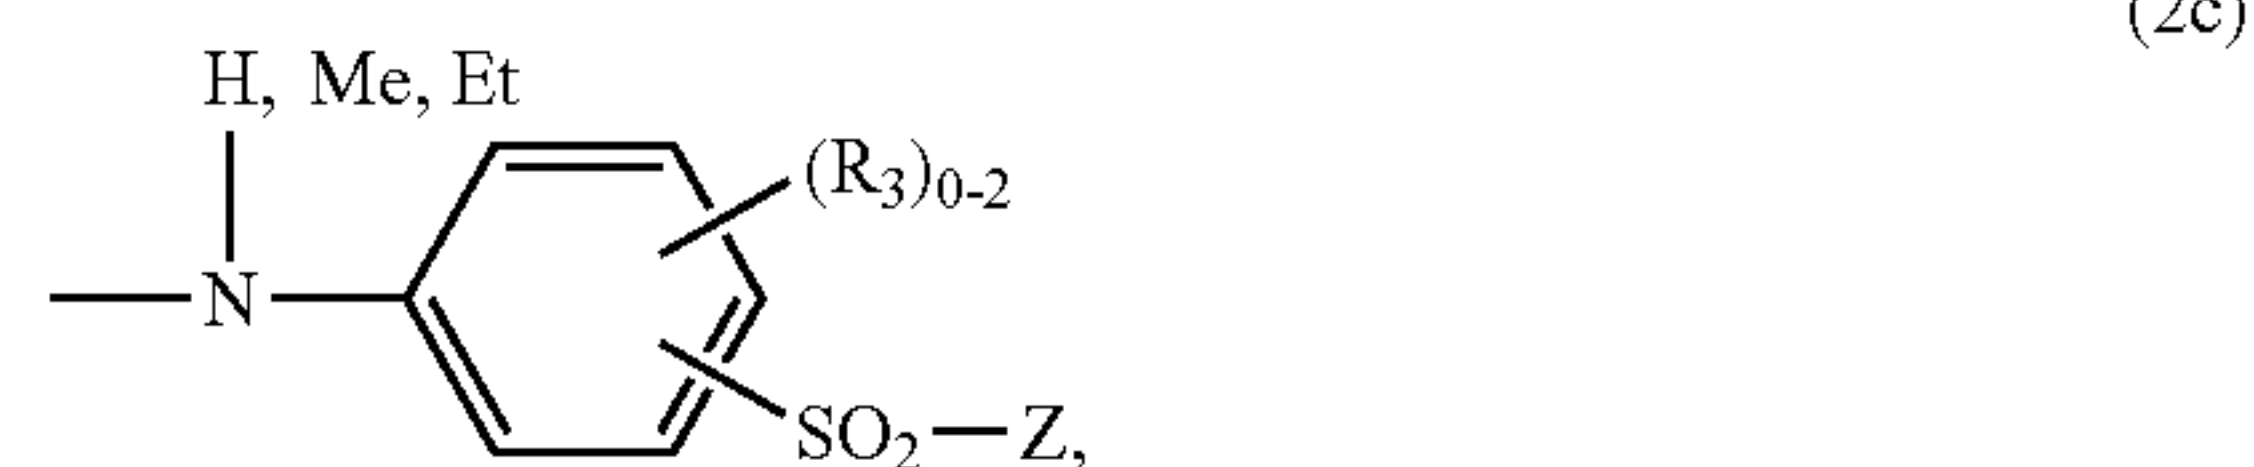 (2c)
H, Me, Et
(R₃)₀₋₂
N
SO₂—Z,